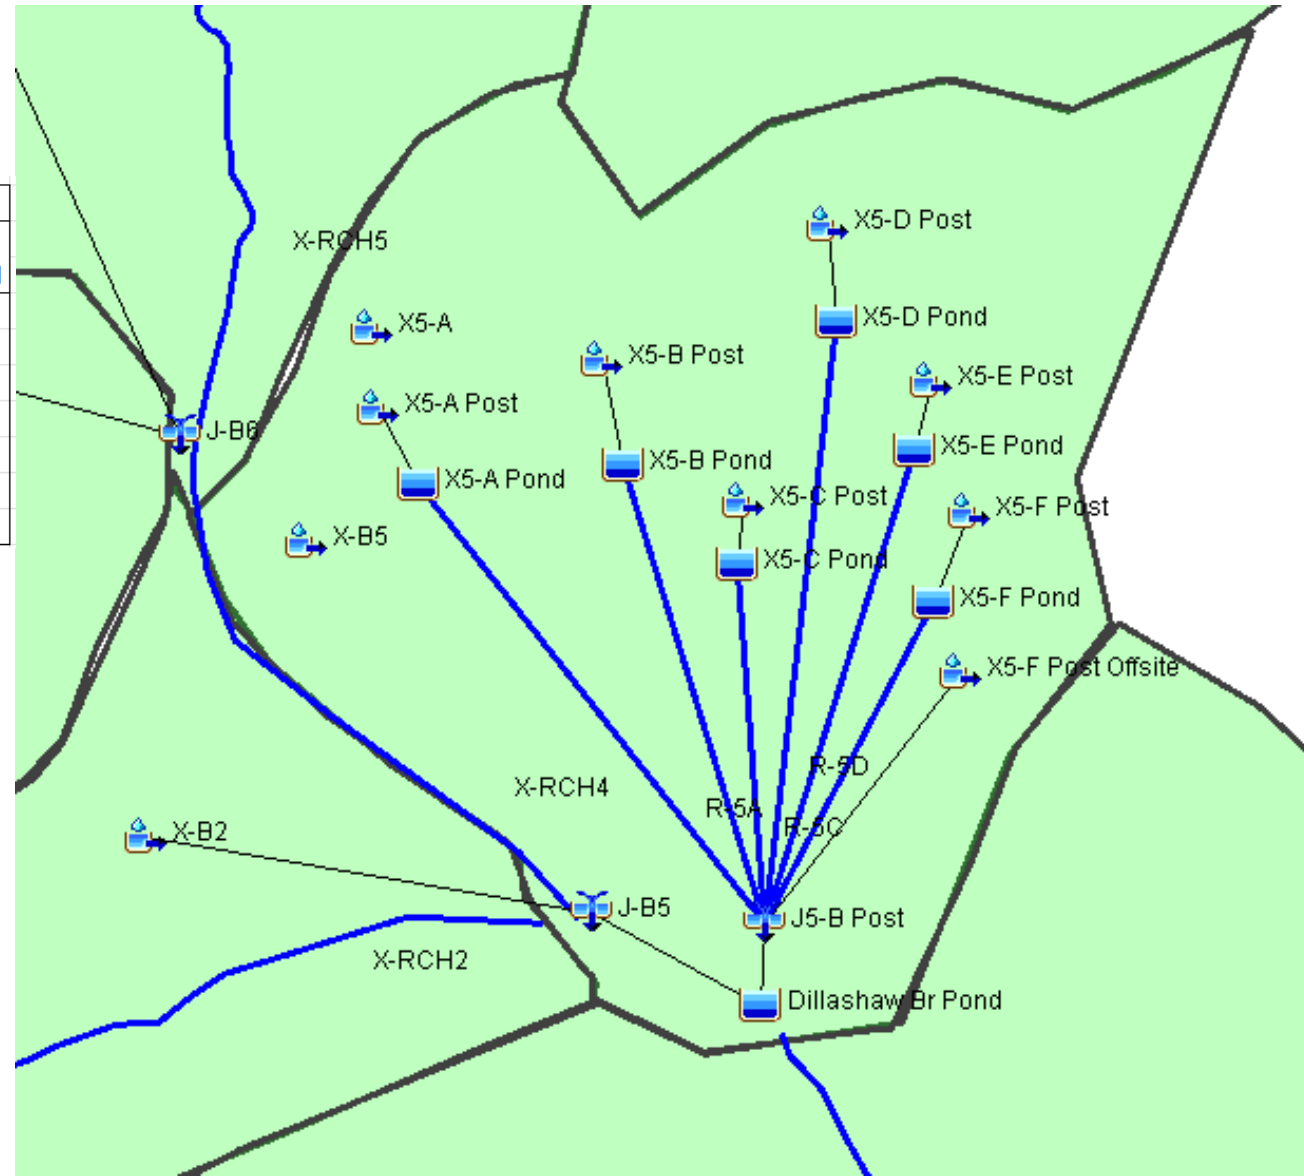 X5-D Post
X-RCH5
X5-D Pond
X5-A
X5-B Post
X5-E Post
X5-A Post
J-B6
X5-E Pond
X5-B Pond
X5-A Pond
X5-C Post
X5-F Post
X-B5
X5-C Pond
X5-F Pond
X5-F Post Offsite
R-5D
X-RCH4
R-5A
R-5C
X-B2
J-B5
J5-B Post
X-RCH2
Dillashaw Br Pond